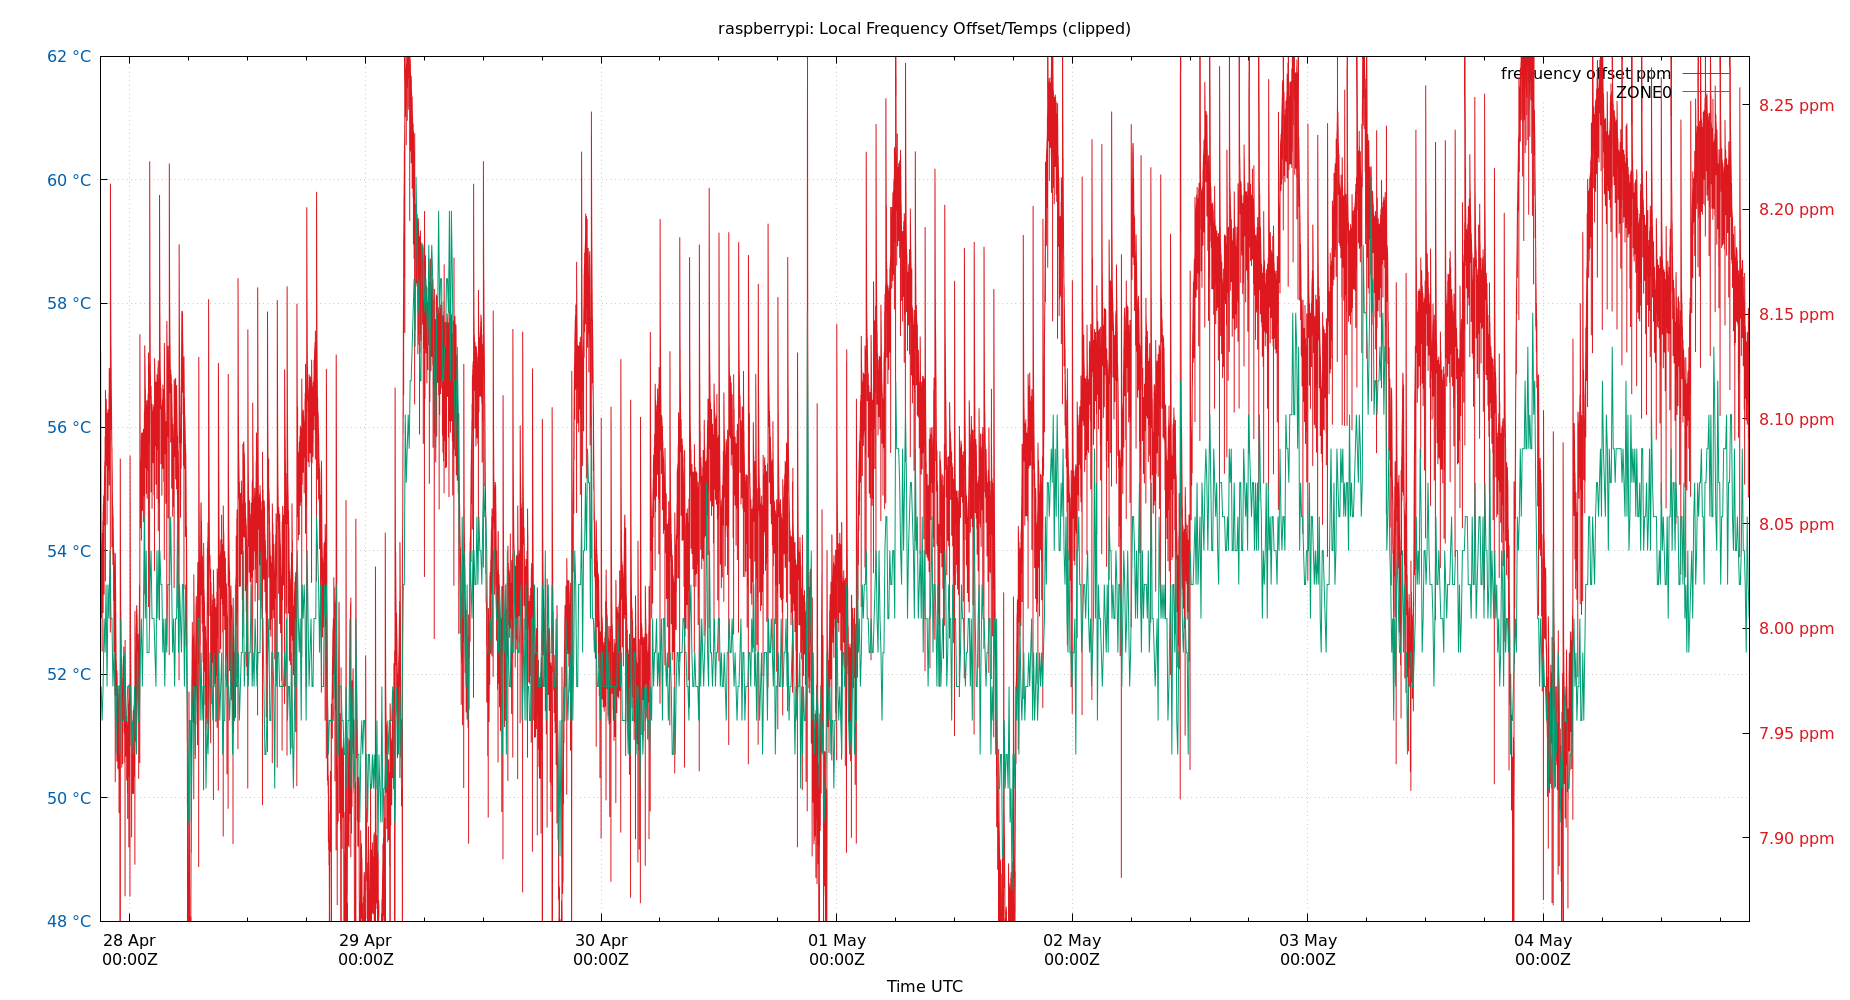 raspberrypi: Local Frequency Offset/Temps (clipped)
62 °C
60 °C
58 °C
56 °C
54 °C
52 °C
50 °C
48 °C
frequency offset ppm
ZONE0
8.25 ppm
8.20 ppm
8.15 ppm
8.10 ppm
8.05 ppm
8.00 ppm
7.95 ppm
7.90 ppm
28 Apr
00:00Z
29 Apr
00:00Z
30 Apr
00:00Z
01 May
00:00Z
02 May
00:00Z
03 May
00:00Z
04 May
00:00Z
Time UTC